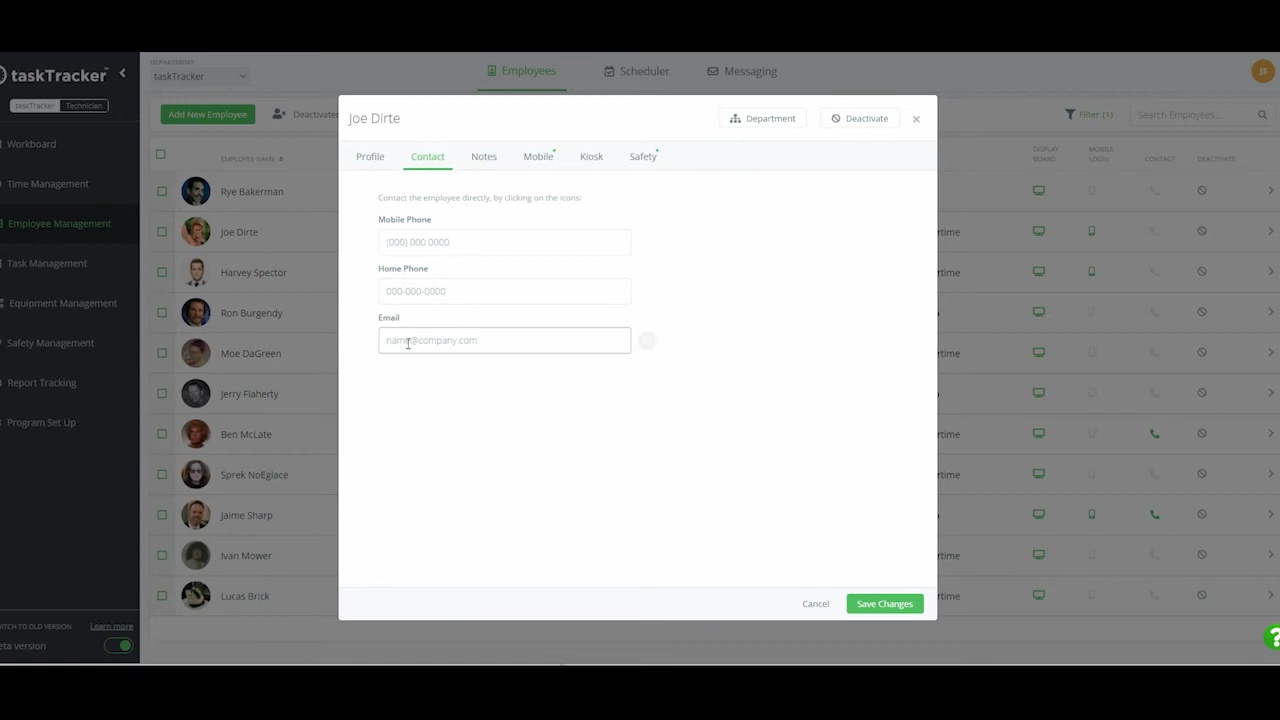 taskTracker
taskTracker Technician
Workboard
Time Management
Employee Management
Task Management
Equipment Management
Safety Management
Report Tracking
Program Set Up
WITCH TO OLD VERSION Learn more
eta version
DEPARTMENT:
taskTracker
Employees
Scheduler
Messaging
JS
Add New Employee
Deactivate
Filter (1)
Search Employees...
EMPLOYEE NAME
DISPLAY BOARD
MOBILE LOGIN
CONTACT
DEACTIVATE
Rye Bakerman
Joe Dirte
rtime
Harvey Spector
rtime
Ron Burgendy
rtime
Moe DaGreen
rtime
Jerry Flaherty
Ben McLate
rtime
Sprek NoEglace
rtime
Jaime Sharp
Ivan Mower
rtime
Lucas Brick
rtime
Joe Dirte
Department
Deactivate
×
Profile
Contact
Notes
Mobile
Kiosk
Safety
Contact the employee directly, by clicking on the icons:
Mobile Phone
(000) 000 0000
Home Phone
000-000-0000
Email
name@company.com
Cancel
Save Changes
?